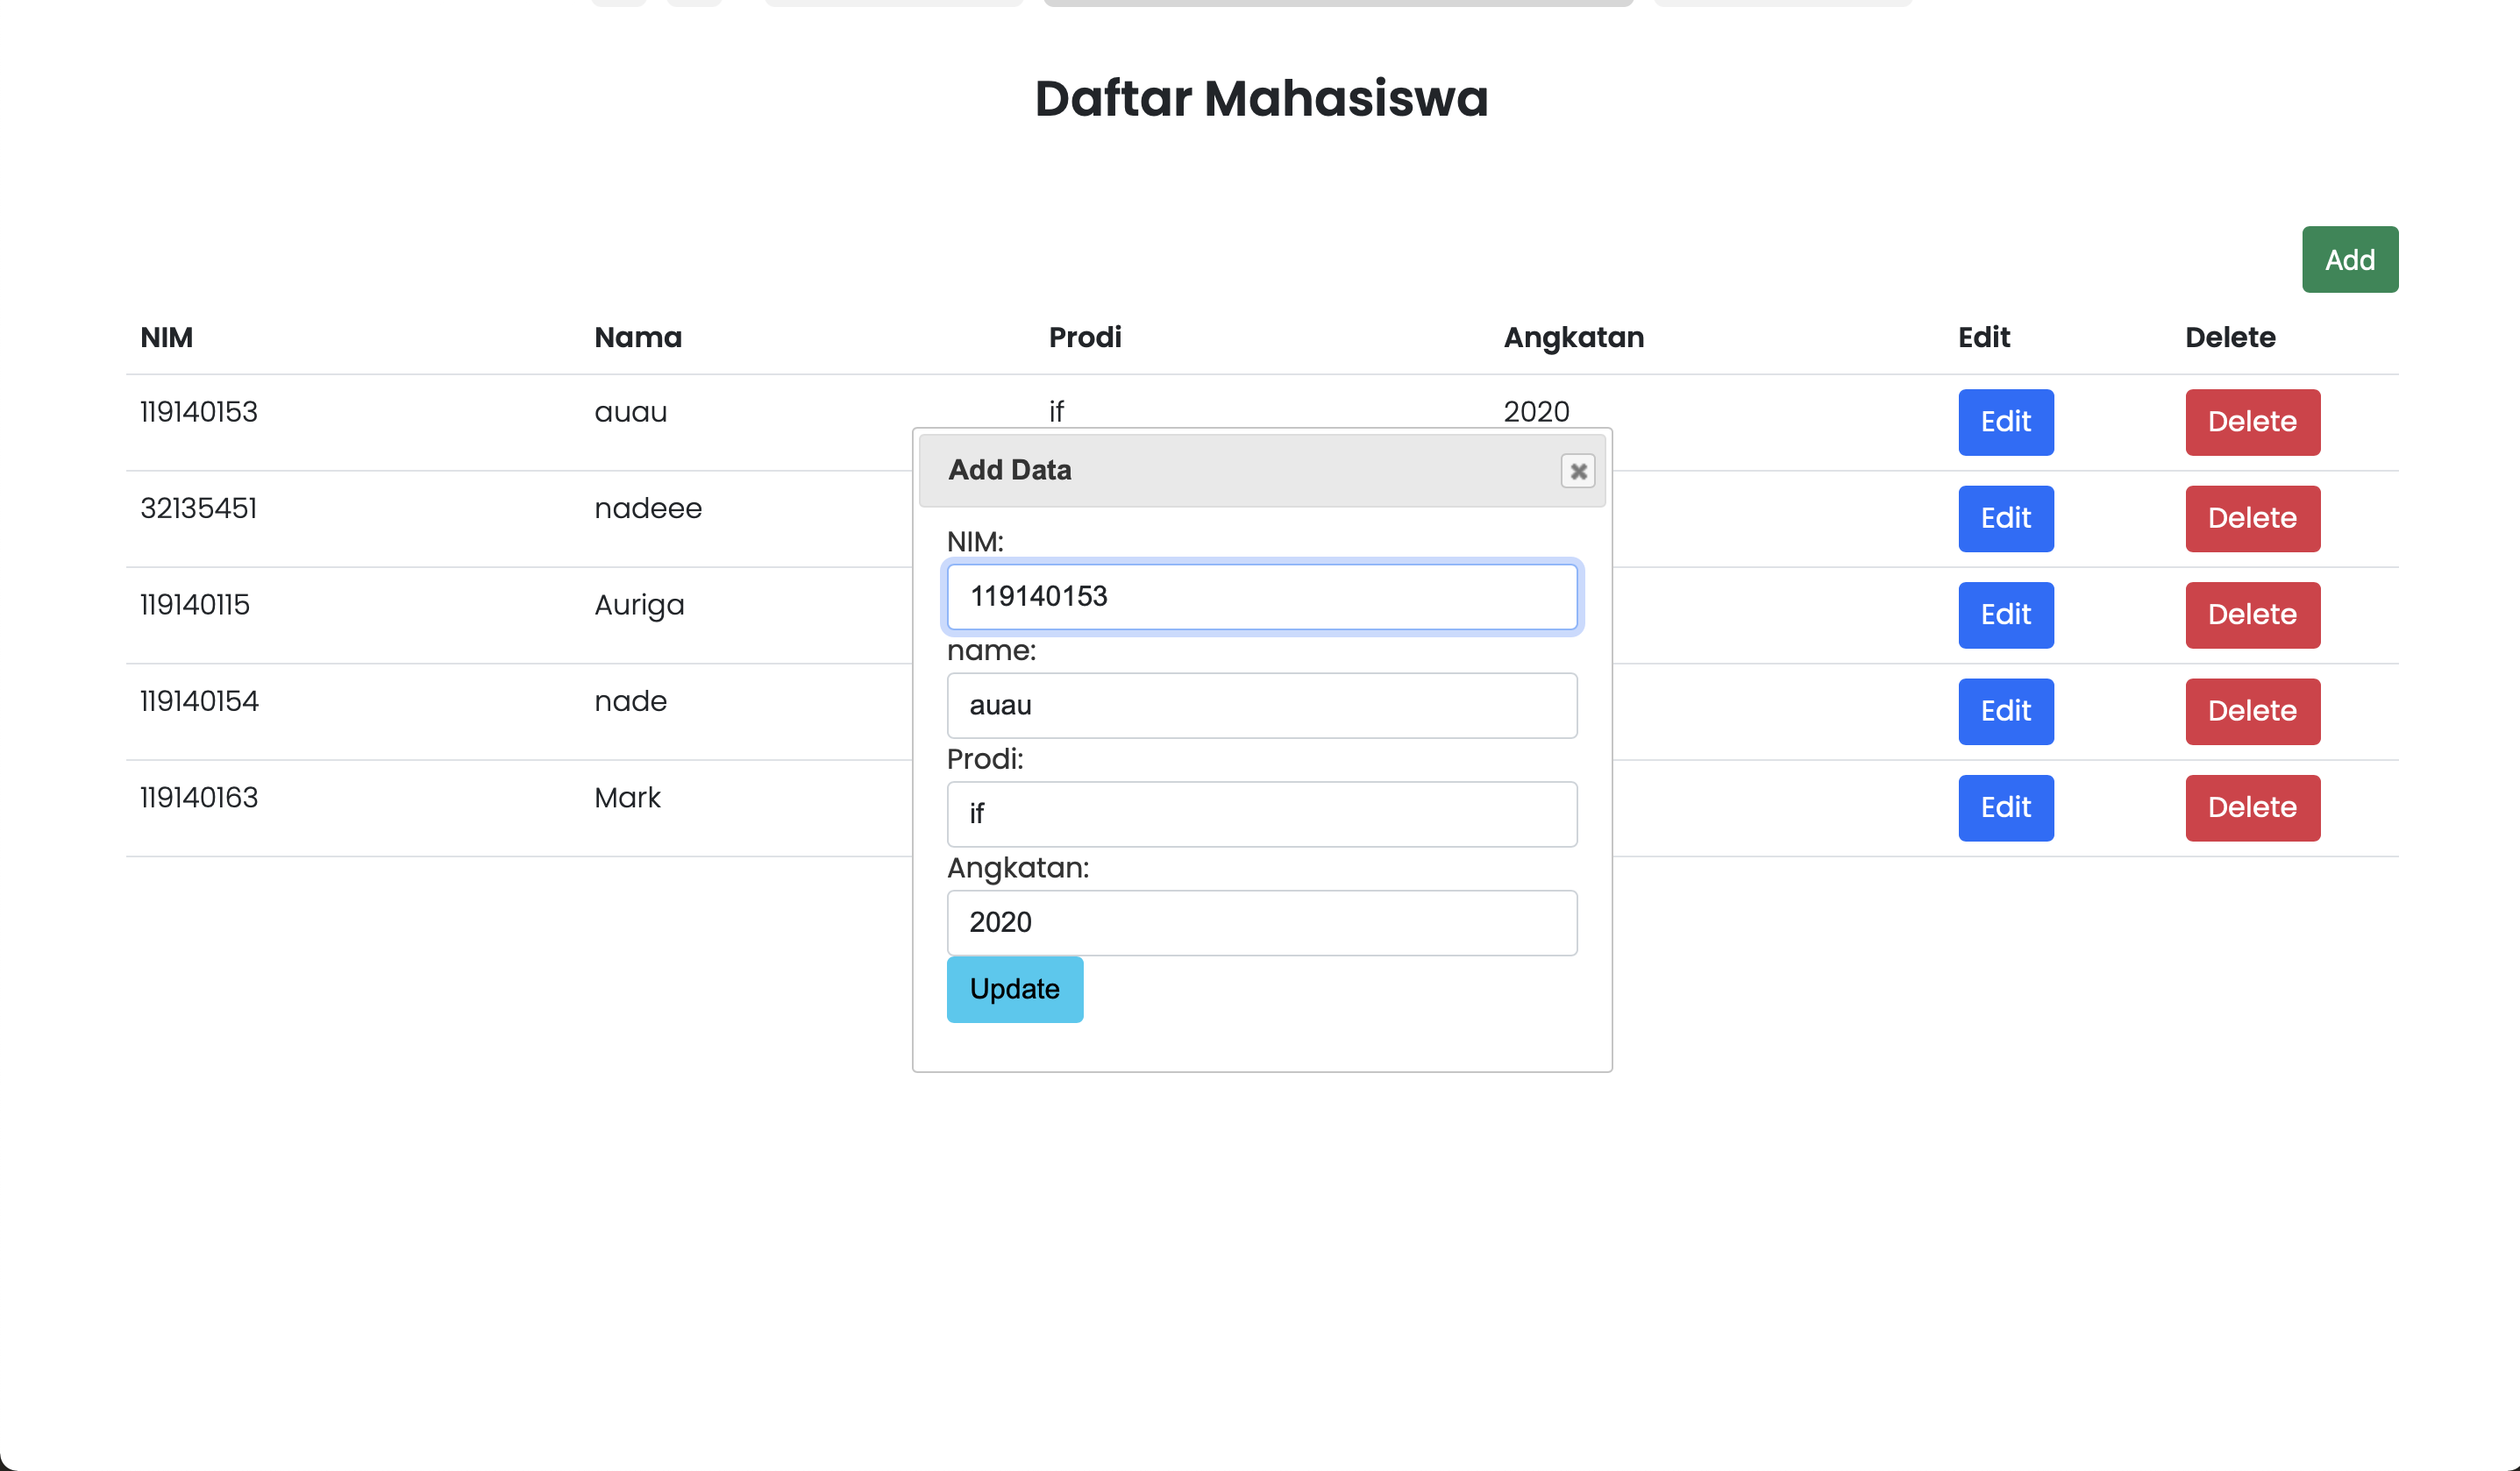 Daftar Mahasiswa
Add
NIM Nama Prodi Angkatan Edit Delete
119140153 auau if 2020 Edit Delete
32135451 nadeee Edit Delete
119140115 Auriga Edit Delete
119140154 nade Edit Delete
119140163 Mark Edit Delete
Add Data
NIM:
119140153
name:
auau
Prodi:
if
Angkatan:
2020
Update